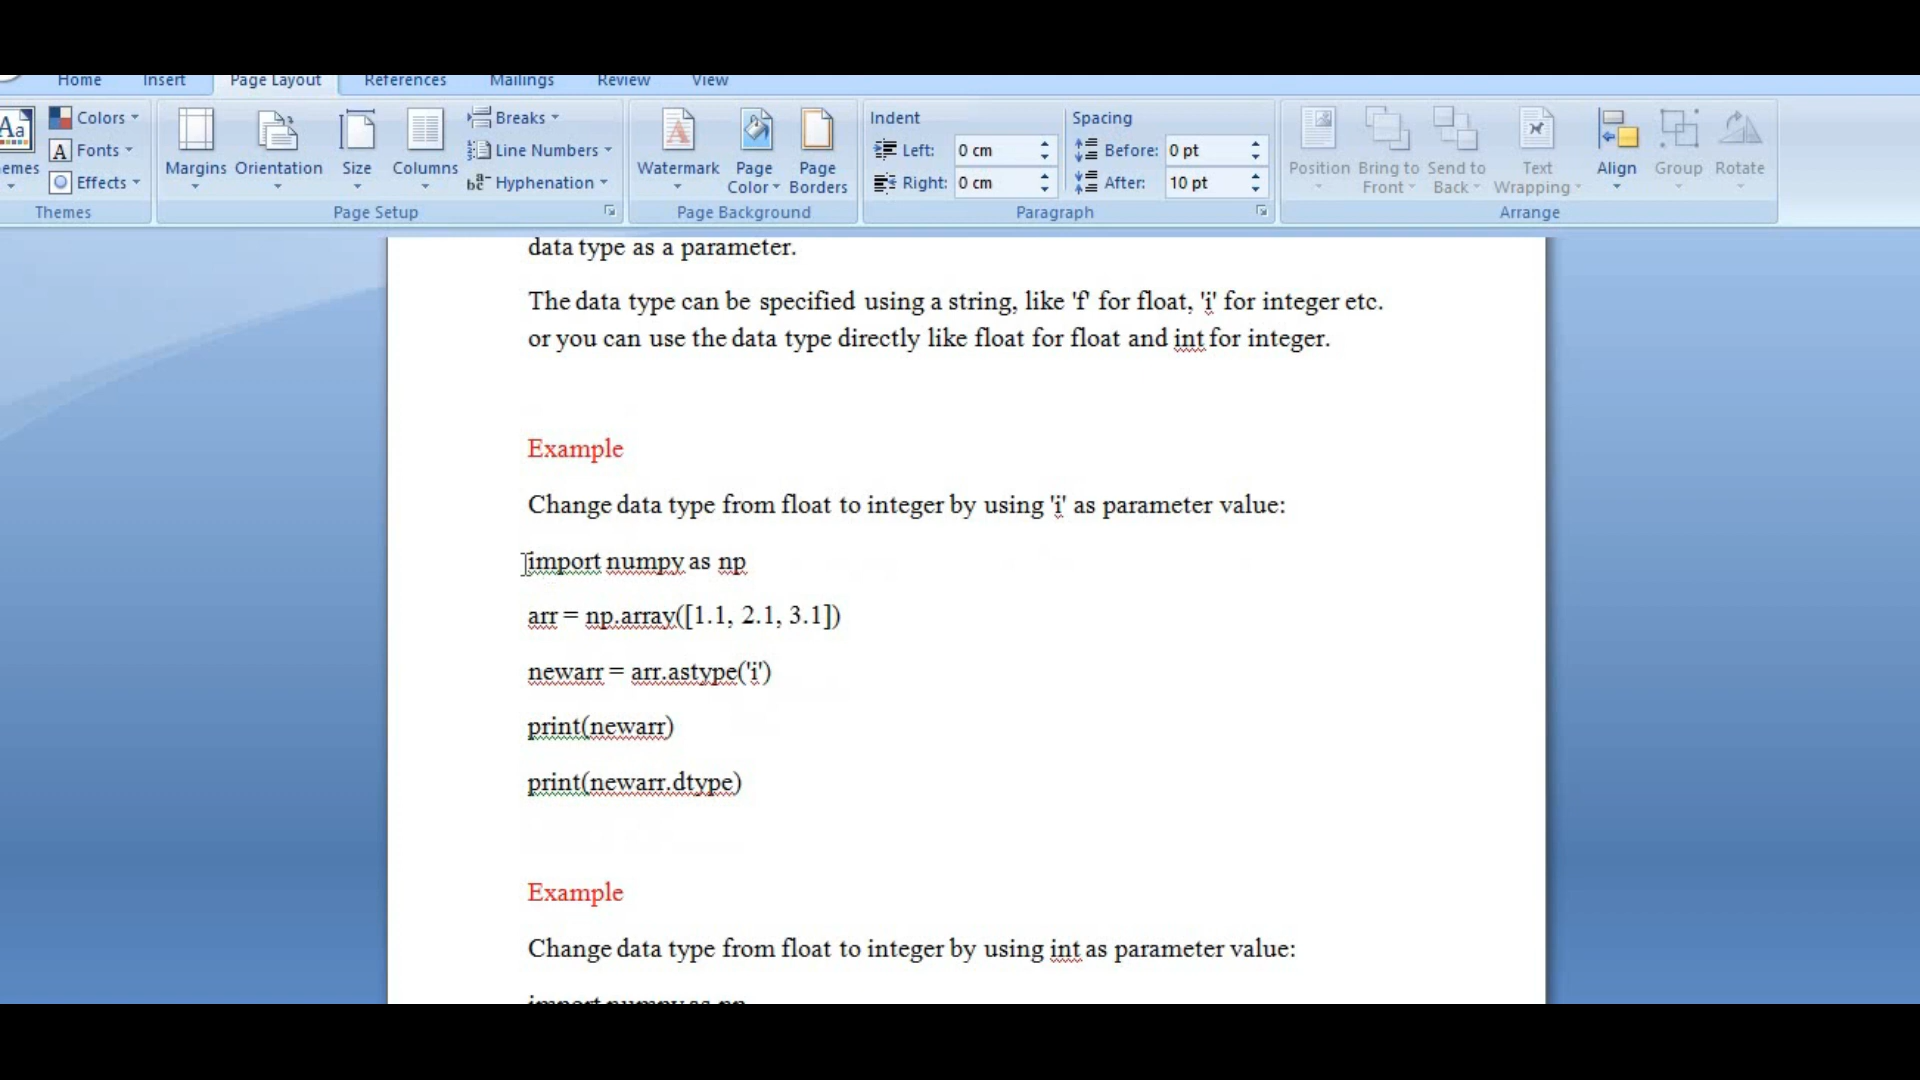 Home Insert Page Layout References Mailings Review View
Aa Colors Breaks Indent Spacing
A Fonts Line Numbers Left: 0 cm Before: 0 pt
Margins Orientation Size Columns Watermark Page Color Page Borders Position Bring to Front Send to Back Text Wrapping Align Group Rotate
Effects Hyphenation Right: 0 cm After: 10 pt
Themes Page Setup Page Background Paragraph Arrange
data type as a parameter.
The data type can be specified using a string, like 'f' for float, 'i' for integer etc.
or you can use the data type directly like float for float and int for integer.
Example
Change data type from float to integer by using 'i' as parameter value:
import numpy as np
arr = np.array([1.1, 2.1, 3.1])
newarr = arr.astype('i')
print(newarr)
print(newarr.dtype)
Example
Change data type from float to integer by using int as parameter value:
import numpy as np